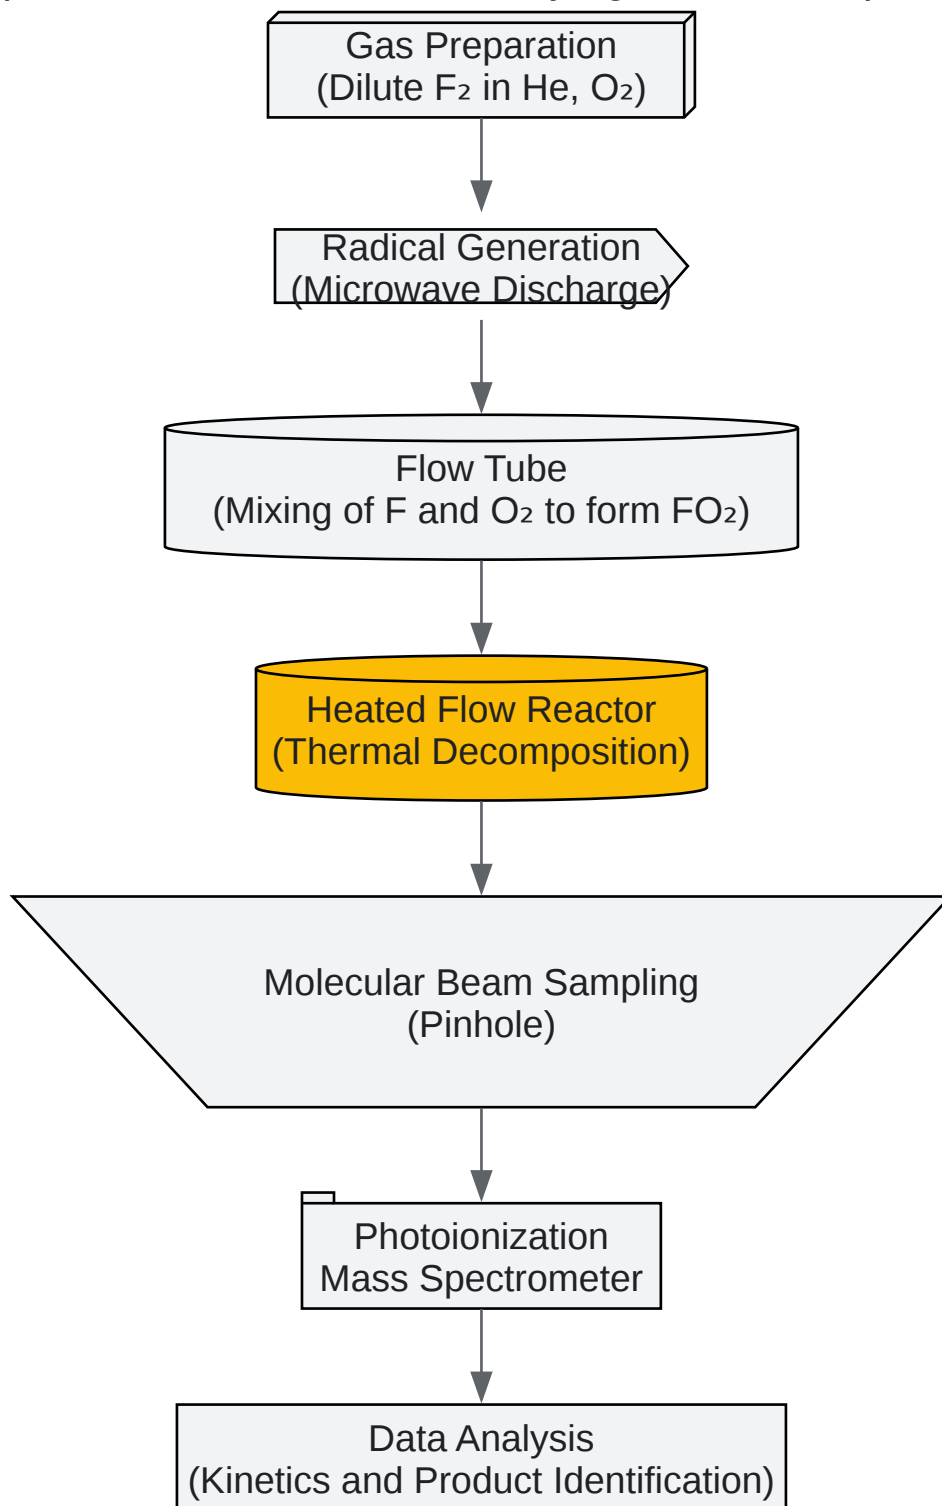 Gas Preparation
(Dilute F₂ in He, O₂)
Radical Generation
(Microwave Discharge)
Flow Tube
(Mixing of F and O₂ to form FO₂)
Heated Flow Reactor
(Thermal Decomposition)
Molecular Beam Sampling
(Pinhole)
Photoionization
Mass Spectrometer
Data Analysis
(Kinetics and Product Identification)